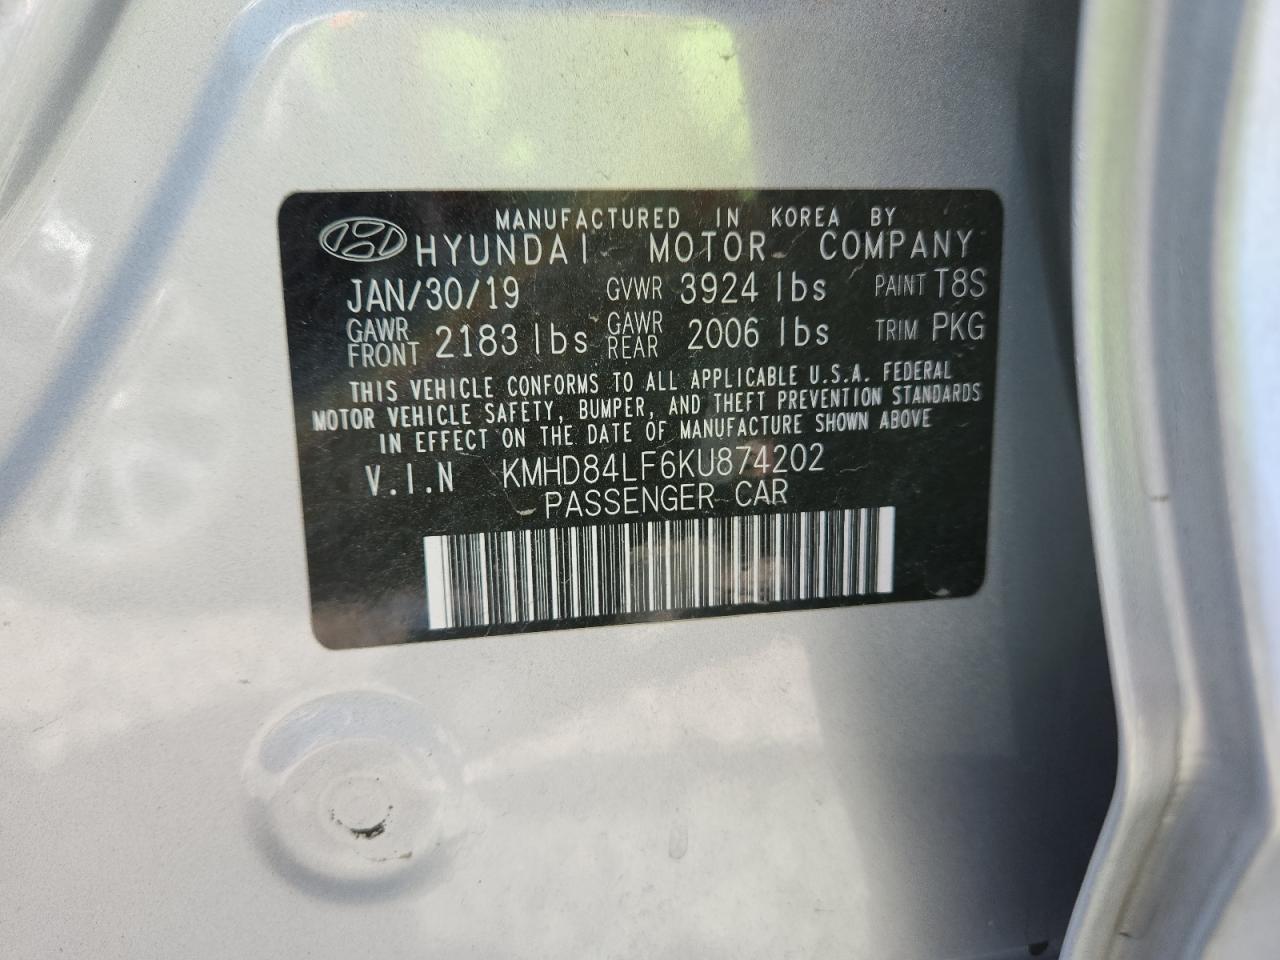 MANUFACTURED IN KOREA BY
HYUNDAI MOTOR COMPANY
JAN/30/19 GVWR 3924 lbs PAINT T8S
GAWR FRONT 2183 lbs GAWR REAR 2006 lbs TRIM PKG
THIS VEHICLE CONFORMS TO ALL APPLICABLE U.S.A. FEDERAL
MOTOR VEHICLE SAFETY, BUMPER, AND THEFT PREVENTION STANDARDS
IN EFFECT ON THE DATE OF MANUFACTURE SHOWN ABOVE
V.I.N KMHD84LF6KU874202
PASSENGER CAR